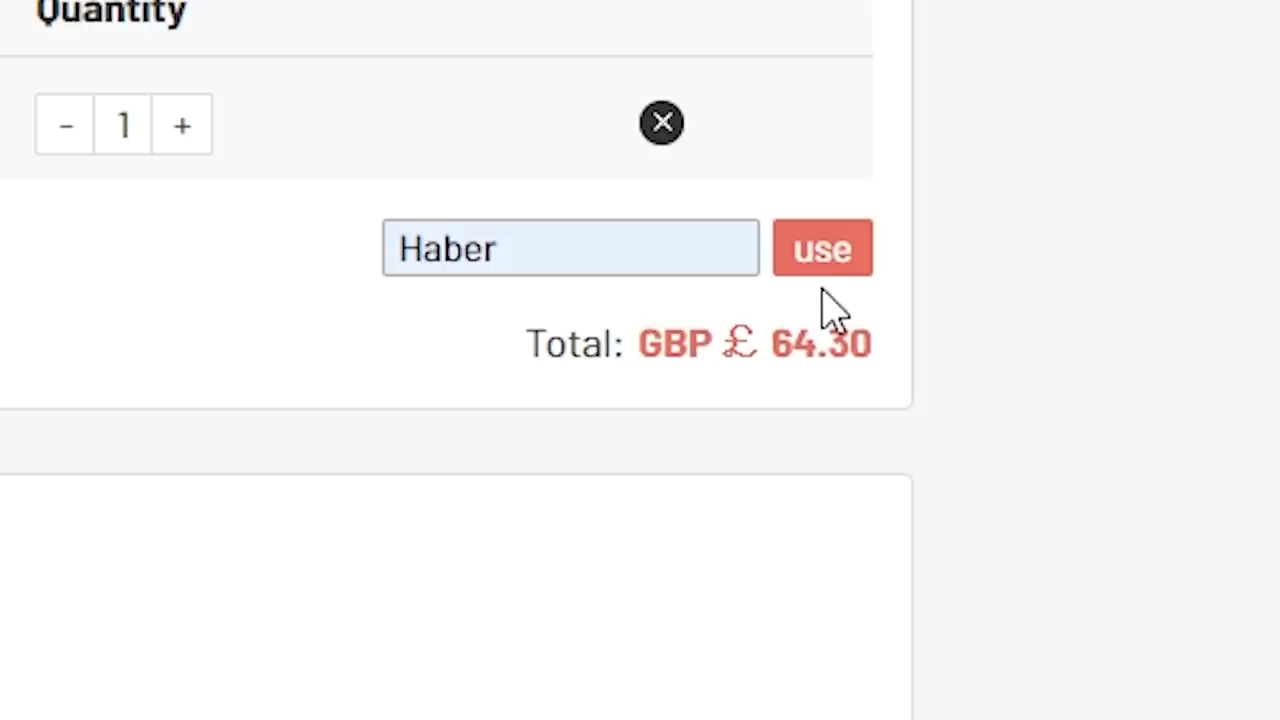 Quantity
- 1 +
Haber
use
Total: GBP £ 64.30